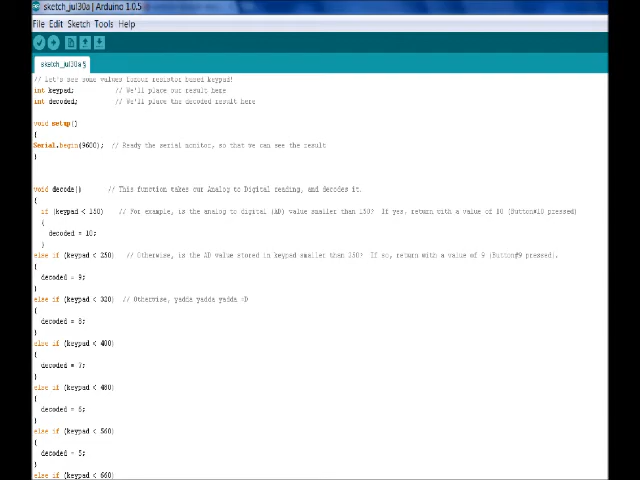 sketch_jul30a | Arduino 1.0.5
File Edit Sketch Tools Help
sketch_jul30a §
// Let's see some values for our resistor based keypad!
int keypad; // We'll place our result here
int decoded; // We'll place the decoded result here
void setup()
{
Serial.begin(9600); // Ready the serial monitor, so that we can see the result
}
void decode() // This function takes our Analog to Digital reading, and decodes it.
{
if (keypad < 150) // For example, is the analog to digital (AD) value smaller than 150? If yes, return with a value of 10 (Button#10 pressed)
{
decoded = 10;
}
else if (keypad < 250) // Otherwise, is the AD value stored in keypad smaller than 250? If so, return with a value of 9 (Button#9 pressed).
{
decoded = 9;
}
else if (keypad < 320) // Otherwise, yadda yadda yadda =D
{
decoded = 8;
}
else if (keypad < 400)
{
decoded = 7;
}
else if (keypad < 480)
{
decoded = 6;
}
else if (keypad < 560)
{
decoded = 5;
}
else if (keypad < 660)